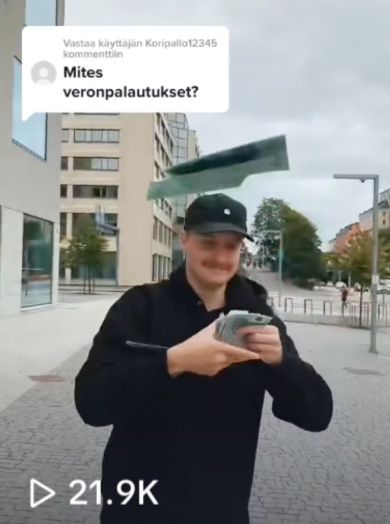 Vastaa käyttäjän Koripallo12345
kommenttiin
Mites
veronpalautukset?
21.9K